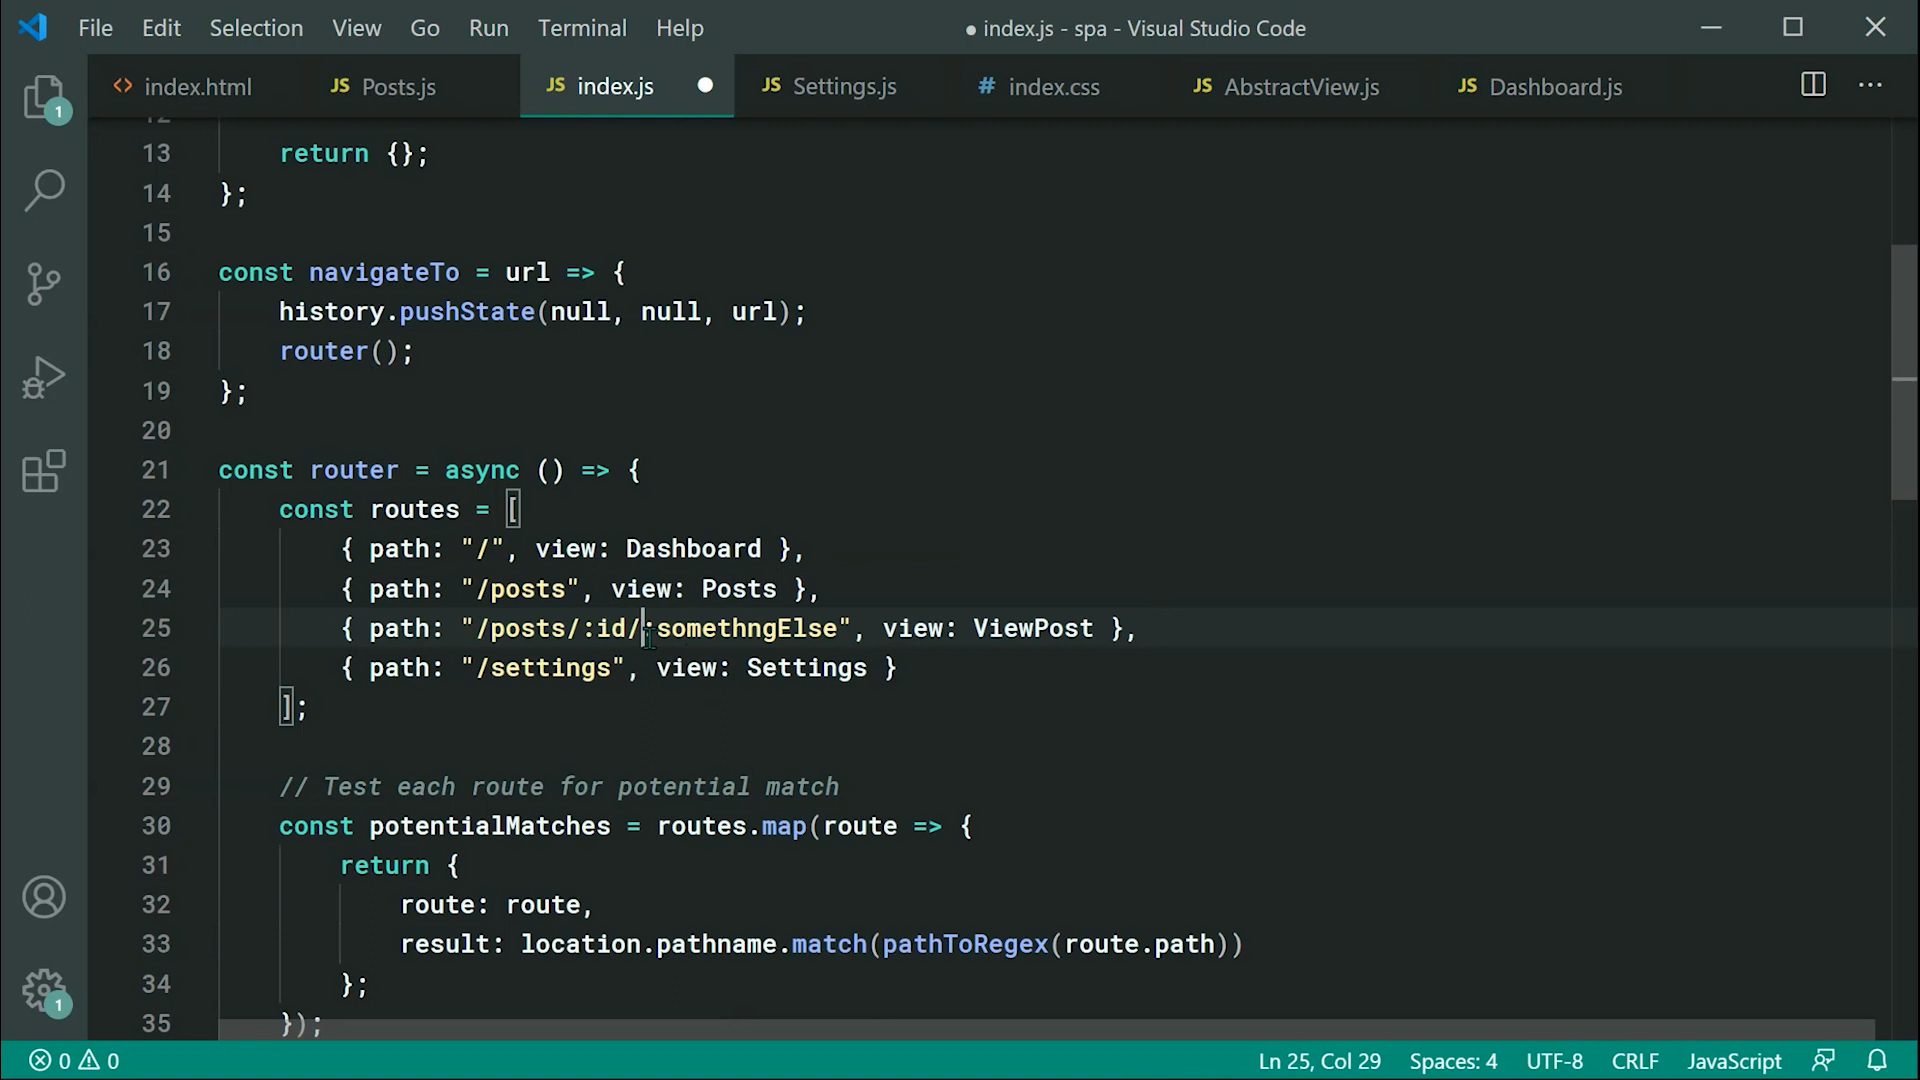 File Edit Selection View Go Run Terminal Help ● index.js - spa - Visual Studio Code
<> index.html JS Posts.js JS index.js ● JS Settings.js # index.css JS AbstractView.js JS Dashboard.js ...
1
12
13 return {};
14 };
15
16 const navigateTo = url => {
17 history.pushState(null, null, url);
18 router();
19 };
20
21 const router = async () => {
22 const routes = [
23 { path: "/", view: Dashboard },
24 { path: "/posts", view: Posts },
25 { path: "/posts/:id/:somethngElse", view: ViewPost },
26 { path: "/settings", view: Settings }
27 ];
28
29 // Test each route for potential match
30 const potentialMatches = routes.map(route => {
31 return {
32 route: route,
33 result: location.pathname.match(pathToRegex(route.path))
34 };
35 });
1
0 0 Ln 25, Col 29 Spaces: 4 UTF-8 CRLF JavaScript